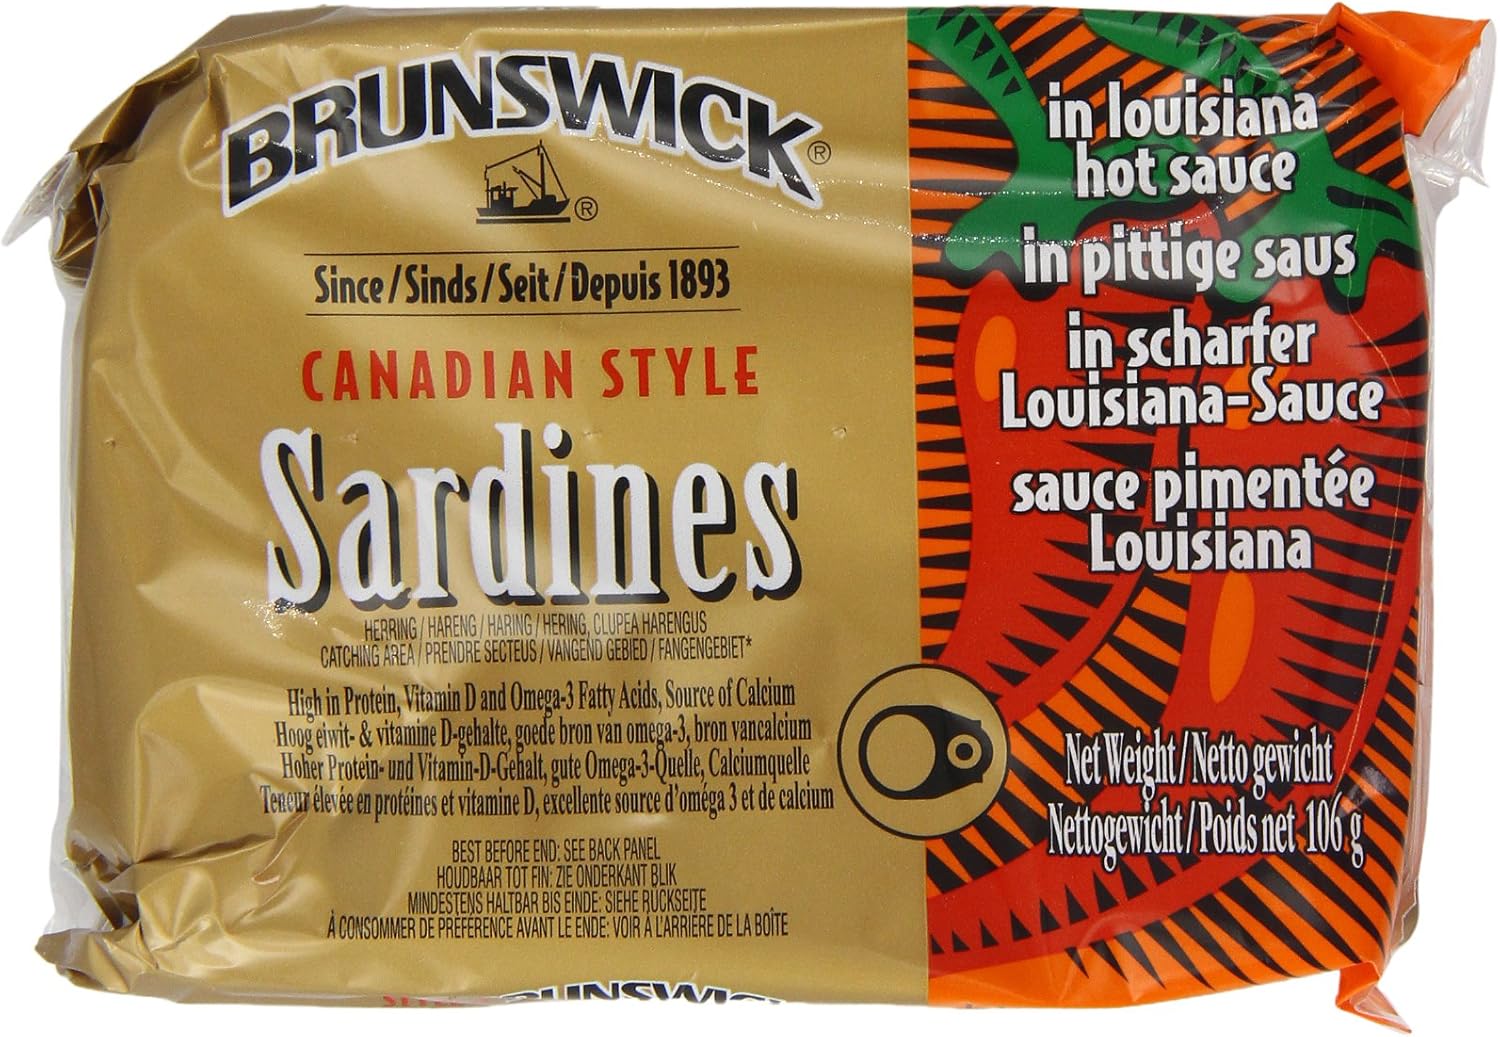 BRUNSWICK®
®
Since/Sinds/Seit/Depuis 1893
CANADIAN STYLE
Sardines
HERRING / HARENG / HARING / HERING, CLUPEA HARENGUS
CATCHING AREA / PRENDRE SECTEUS / VANGEND GEBIED / FANGENGEBIET*
High in Protein, Vitamin D and Omega-3 Fatty Acids, Source of Calcium
Hoog eiwit- & vitamine D-gehalte, goede bron van omega-3, bron vancalcium
Hoher Protein- und Vitamin-D-Gehalt, gute Omega-3-Quelle, Calciumquelle
Teneur élevée en protéines et vitamine D, excellente source d'oméga 3 et de calcium
BEST BEFORE END: SEE BACK PANEL
HOUDBAAR TOT FIN: ZIE ONDERKANT BLIK
MINDESTENS HALTBAR BIS ENDE: SIEHE RÜCKSEITE
À CONSOMMER DE PRÉFÉRENCE AVANT LE ENDE: VOIR À L'ARRIÈRE DE LA BOÎTE
BRUNSWICK
in louisiana
hot sauce
in pittige saus
in scharfer
Louisiana-Sauce
sauce pimentée
Louisiana
Net Weight/Netto gewicht
Nettogewicht/Poids net 106 g